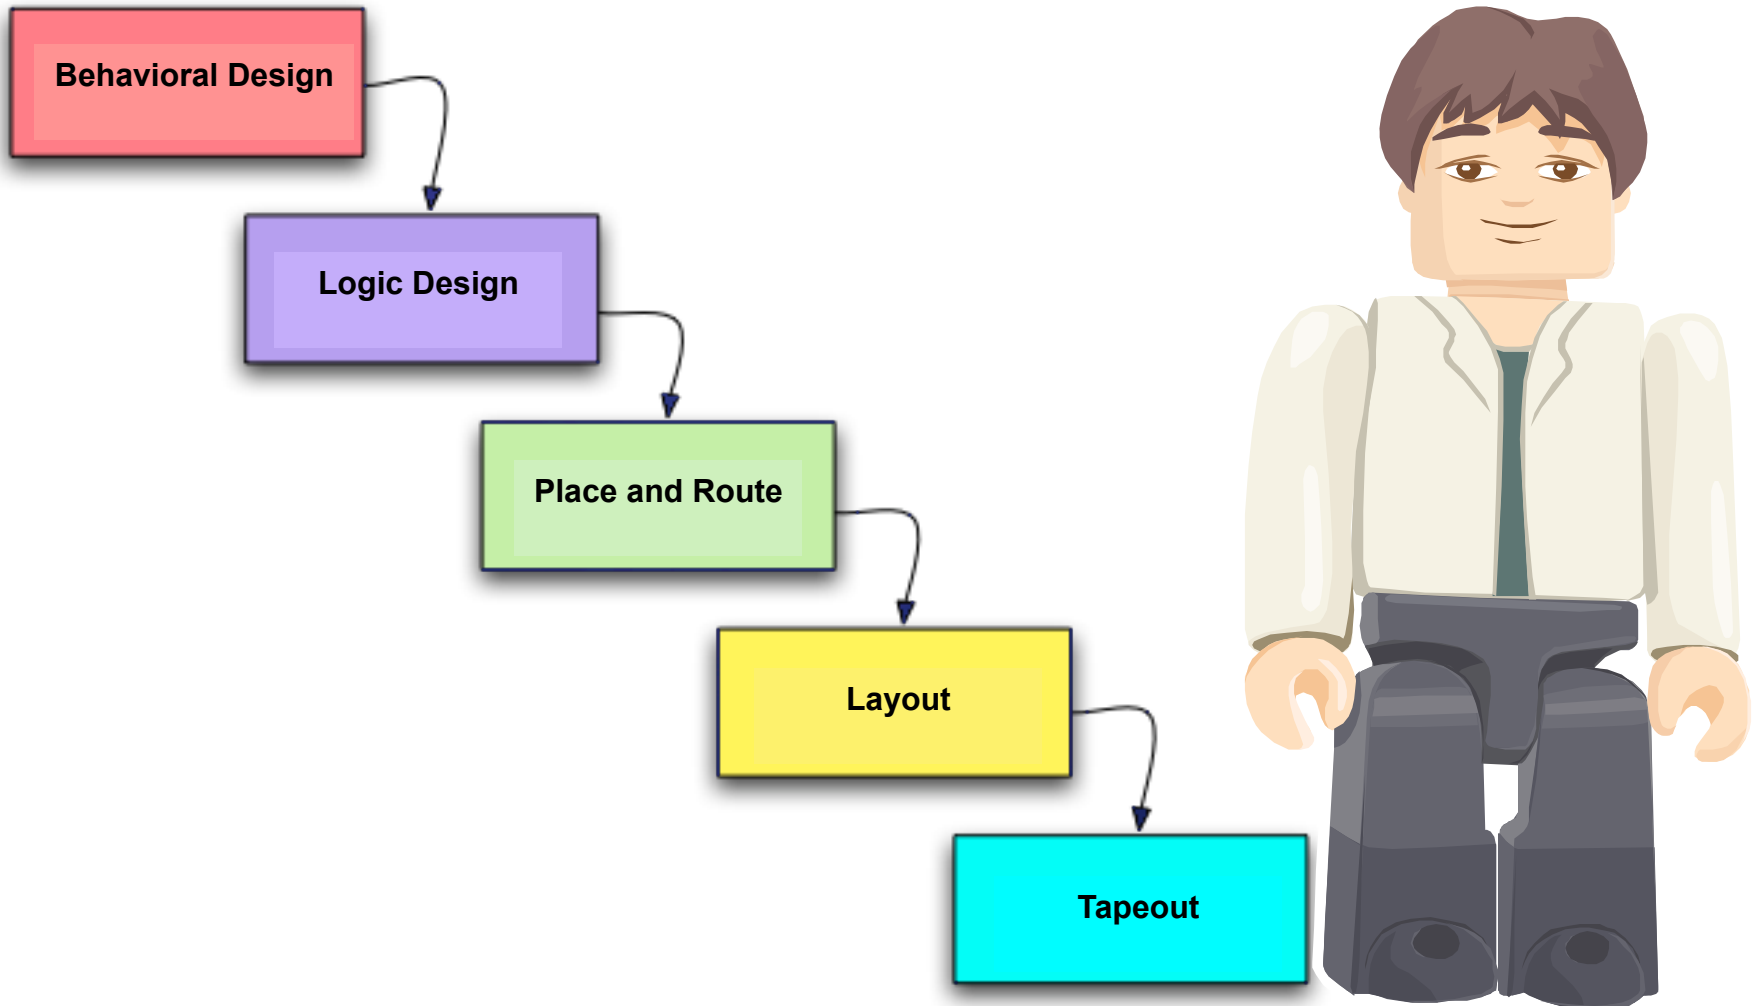 Behavioral Design
Logic Design
Place and Route
Layout
Tapeout